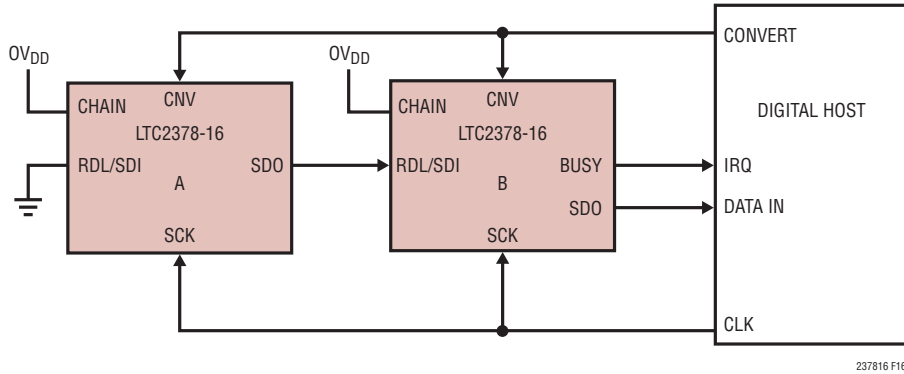 CONVERT
OVDD
OVDD
CHAIN
CNV
LTC2378-16
RDL/SDI
SDO
A
SCK
CHAIN
CNV
LTC2378-16
RDL/SDI
BUSY
B
SDO
SCK
DIGITAL HOST
IRQ
DATA IN
CLK
237816 F16